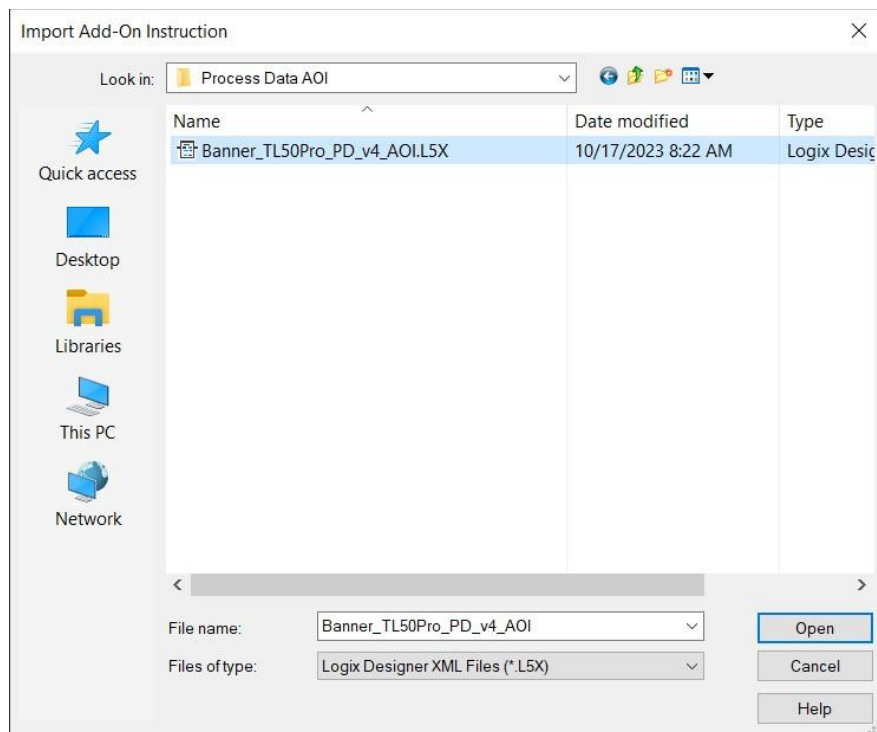 Import Add-On Instruction
Look in: Process Data AOI
Name Date modified Type
Banner_TL50Pro_PD_v4_AOI.L5X 10/17/2023 8:22 AM Logix Desig
Quick access
Desktop
Libraries
This PC
Network
File name: Banner_TL50Pro_PD_v4_AOI Open
Files of type: Logix Designer XML Files (*.L5X) Cancel
Help